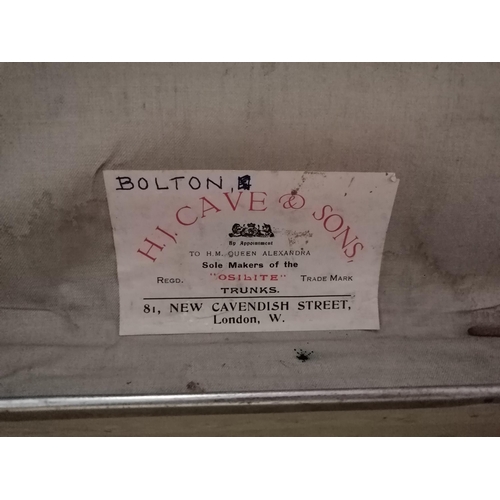 BOLTON,
H.J. CAVE & SONS,
By Appointment
TO H.M. QUEEN ALEXANDRA
Sole Makers of the
REGD. "OSILITE" TRADE MARK
TRUNKS.
81, NEW CAVENDISH STREET,
London, W.